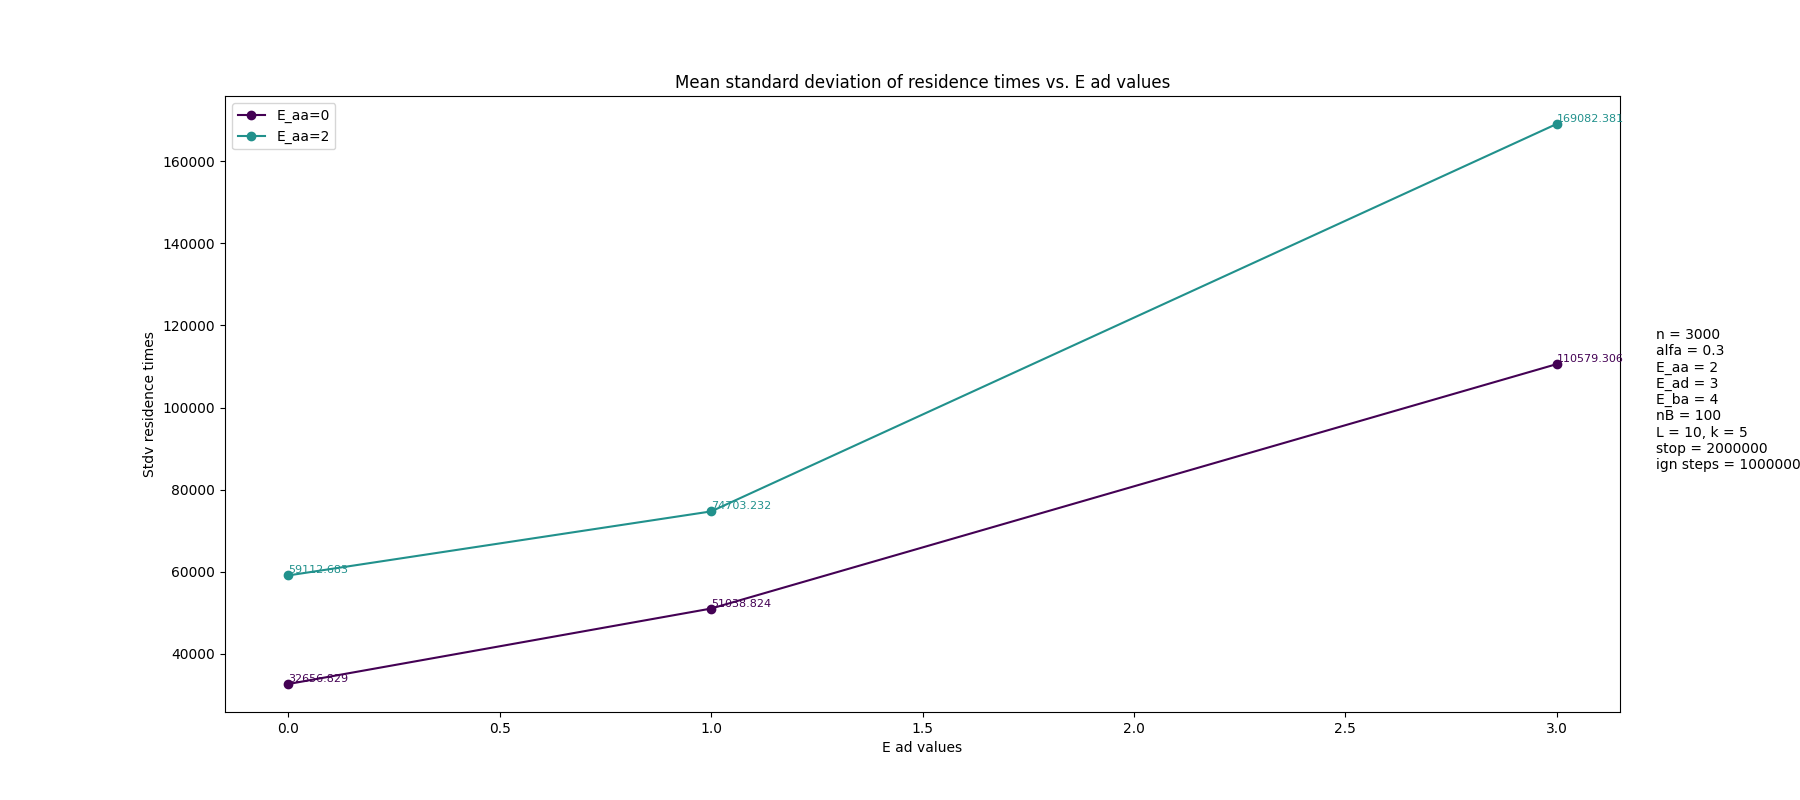 Mean standard deviation of residence times vs. E ad values
E_aa=0
E_aa=2
169082.381
160000
140000
120000
110579.306
100000
80000
74703.232
60000
59112.683
51038.824
40000
32656.829
Stdv residence times
0.0
0.5
1.0
1.5
2.0
2.5
3.0
E ad values
n = 3000
alfa = 0.3
E_aa = 2
E_ad = 3
E_ba = 4
nB = 100
L = 10, k = 5
stop = 2000000
ign steps = 1000000